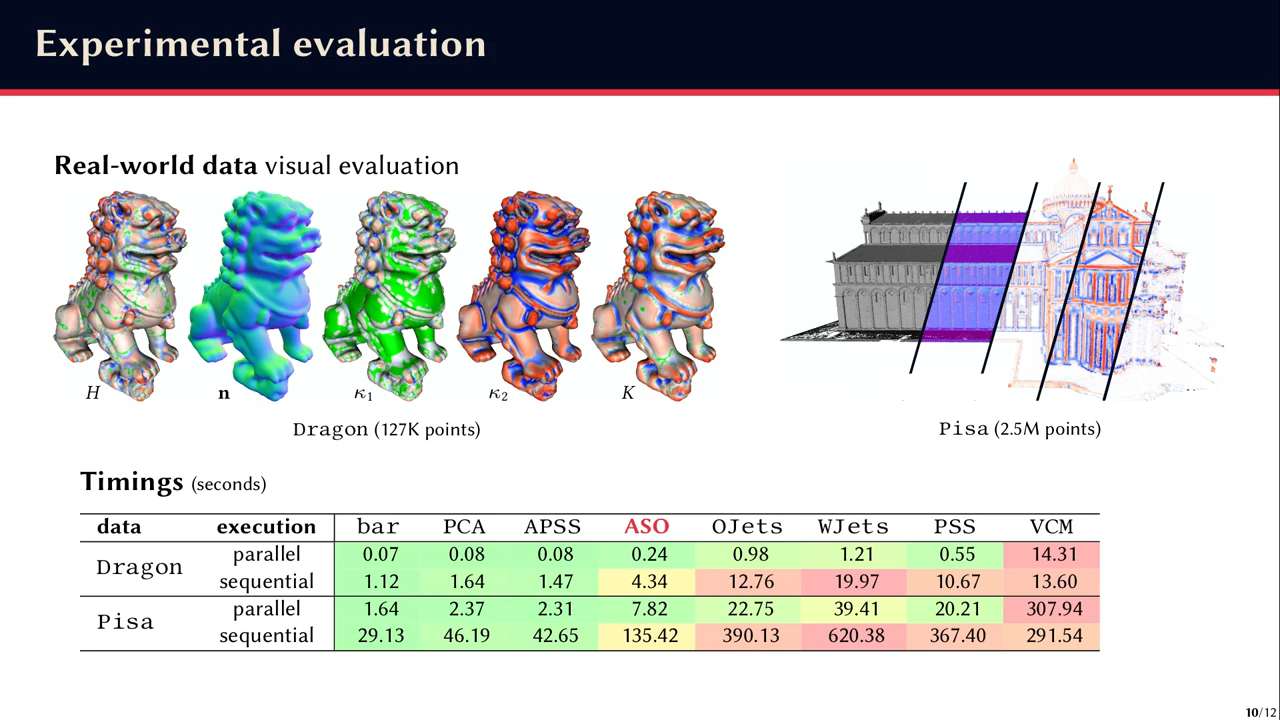 Experimental evaluation
Real-world data visual evaluation
H n κ₁ κ₂ K
Dragon (127K points)
Pisa (2.5M points)
Timings (seconds)
data execution bar PCA APSS ASO OJets WJets PSS VCM
Dragon
parallel 0.07 0.08 0.08 0.24 0.98 1.21 0.55 14.31
sequential 1.12 1.64 1.47 4.34 12.76 19.97 10.67 13.60
Pisa
parallel 1.64 2.37 2.31 7.82 22.75 39.41 20.21 307.94
sequential 29.13 46.19 42.65 135.42 390.13 620.38 367.40 291.54
10/12